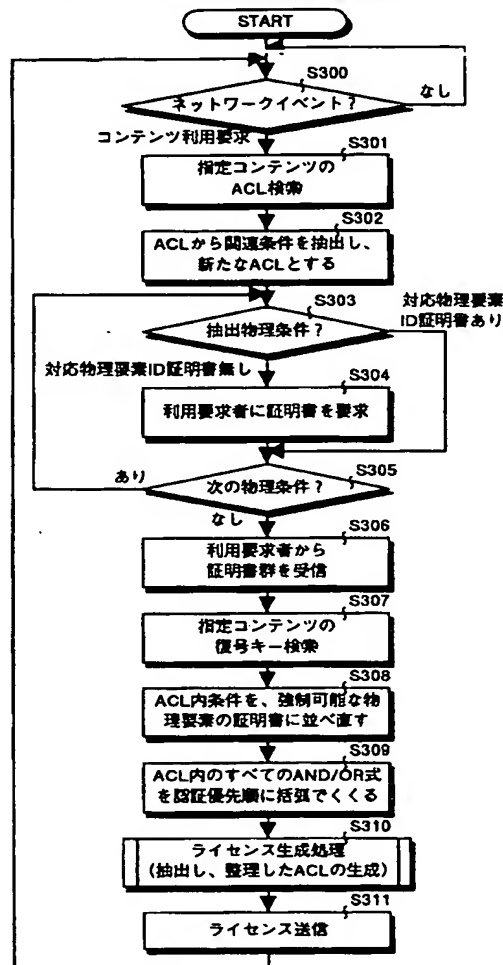 START
S300
ネットワークイベント?
なし
コンテンツ利用要求
S301
指定コンテンツの
ACL検索
S302
ACLから関連条件を抽出し、
新たなACLとする
S303
抽出物理条件?
対応物理要素
ID証明書あり
対応物理要素ID証明書無し
S304
利用要求者に証明書を要求
S305
あり
次の物理条件?
なし
S306
利用要求者から
証明書群を受信
S307
指定コンテンツの
復号キー検索
S308
ACL内条件を、強制可能な物
理要素の証明書に並べ直す
S309
ACL内のすべてのAND/OR式
を認証優先順に括弧でくくる
S310
ライセンス生成処理
(抽出し、整理したACLの生成)
S311
ライセンス送信